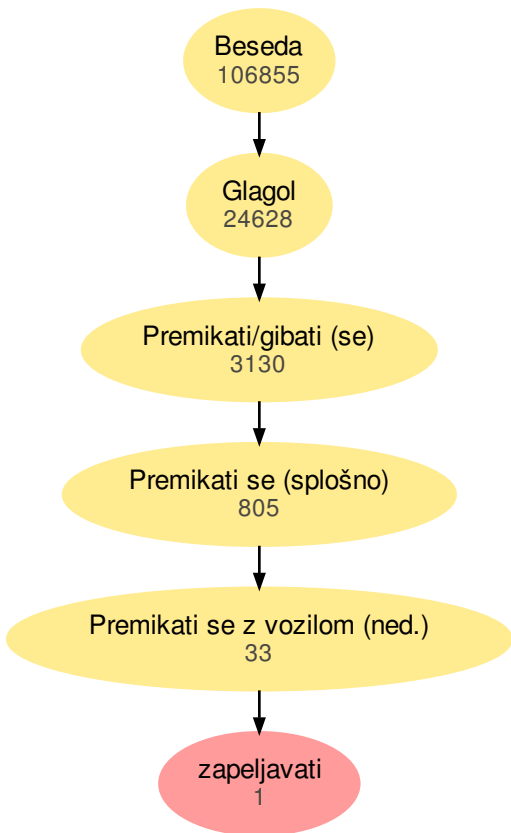 Beseda
106855
Glagol
24628
Premikati/gibati (se)
3130
Premikati se (splošno)
805
Premikati se z vozilom (ned.)
33
zapeljavati
1